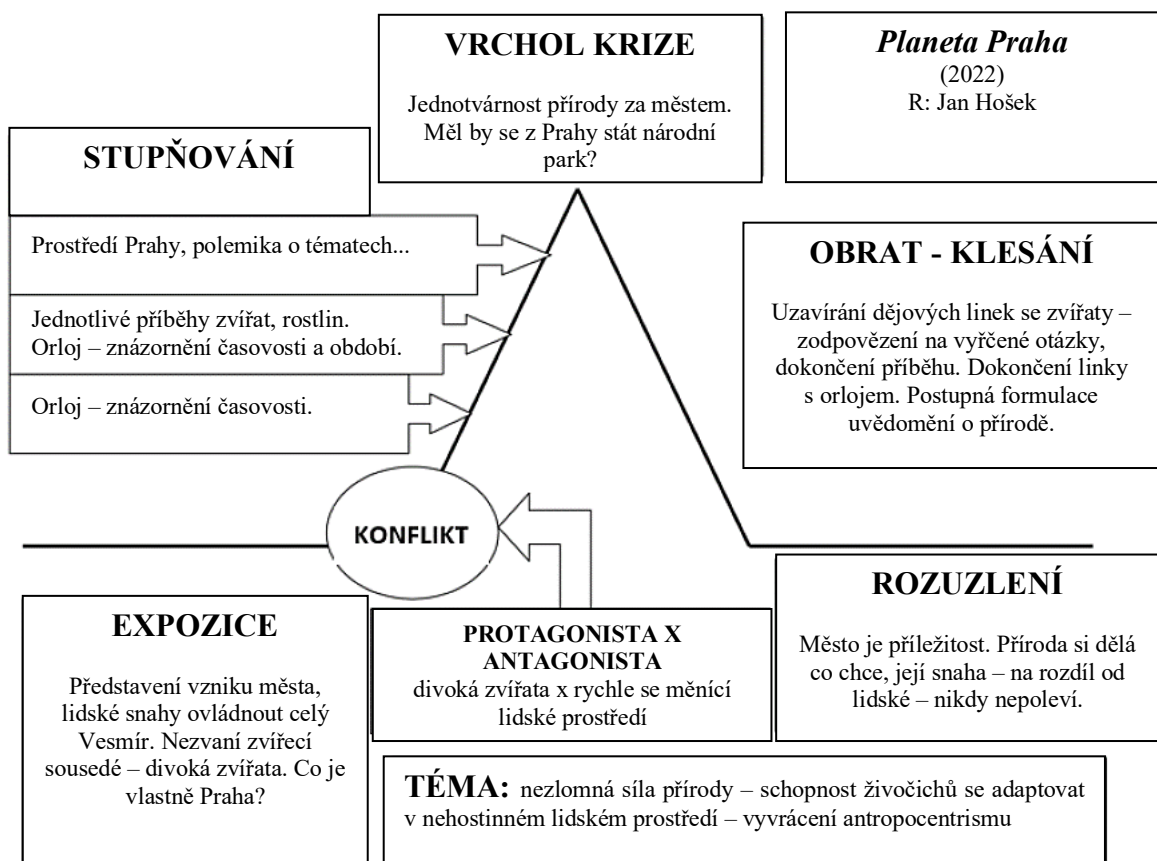 VRCHOL KRIZE
Jednotvárnost přírody za městem.
Měl by se z Prahy stát národní
park?
Planeta Praha
(2022)
R: Jan Hošek
STUPŇOVÁNÍ
Prostředí Prahy, polemika o tématech...
Jednotlivé příběhy zvířat, rostlin.
Orloj – znázornění časovosti a období.
Orloj – znázornění časovosti.
OBRAT - KLESÁNÍ
Uzavírání dějových linek se zvířaty –
zodpovězení na vyřčené otázky,
dokončení příběhu. Dokončení linky
s orlojem. Postupná formulace
uvědomění o přírodě.
KONFLIKT
EXPOZICE
Představení vzniku města,
lidské snahy ovládnout celý
Vesmír. Nezvaní zvířecí
sousedé – divoká zvířata. Co je
vlastně Praha?
PROTAGONISTA X
ANTAGONISTA
divoká zvířata x rychle se měnící
lidské prostředí
ROZUZLENÍ
Město je příležitost. Příroda si dělá
co chce, její snaha – na rozdíl od
lidské – nikdy nepoleví.
TÉMA: nezlomná síla přírody – schopnost živočichů se adaptovat
v nehostinném lidském prostředí – vyvrácení antropocentrismu